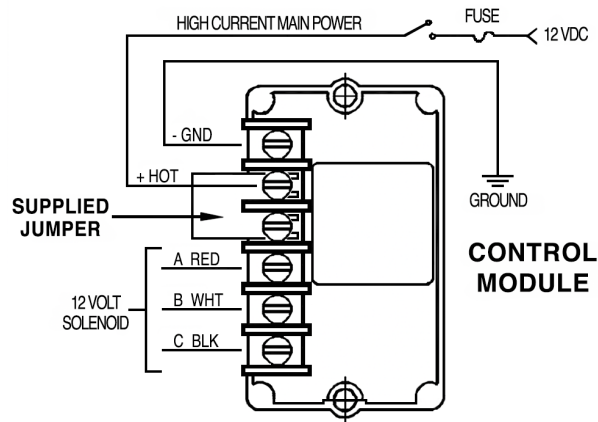 HIGH CURRENT MAIN POWER
FUSE
12 VDC
- GND
+ HOT
SUPPLIED
JUMPER
GROUND
CONTROL
MODULE
A RED
12 VOLT
SOLENOID
B WHT
C BLK